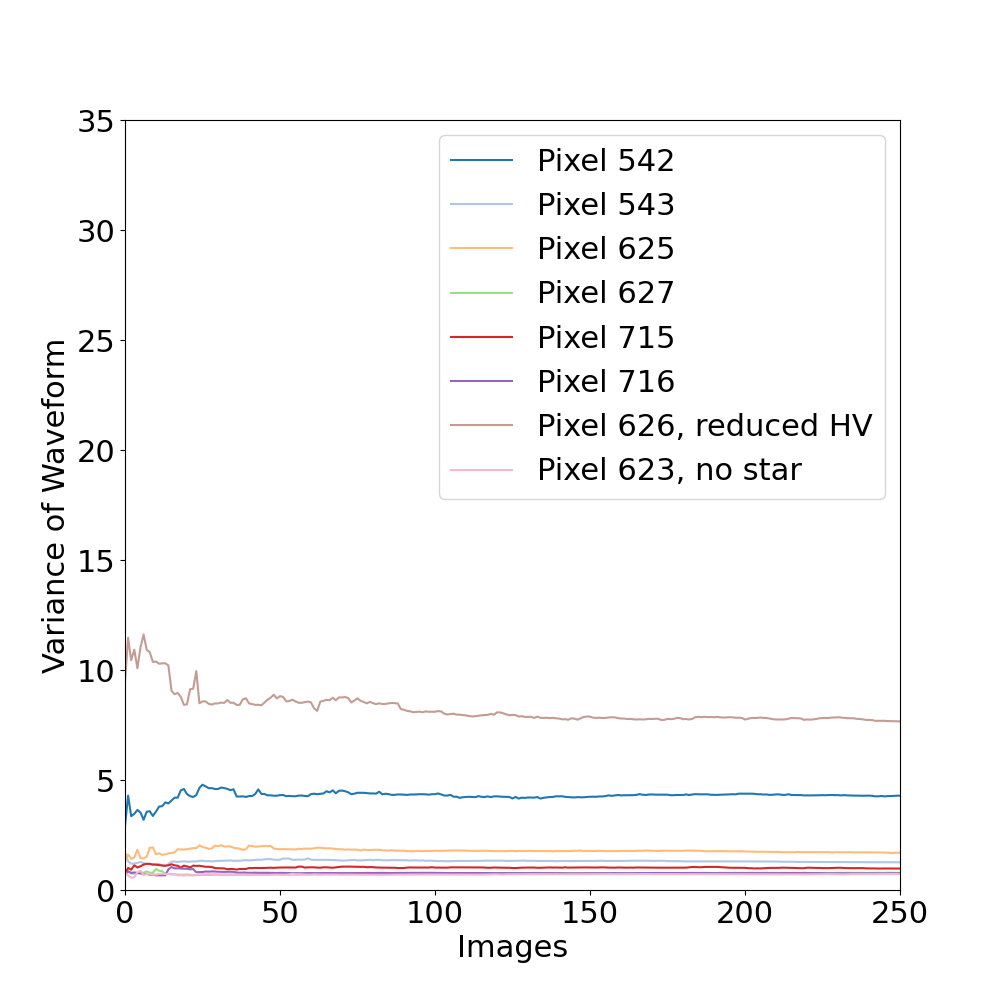 35
30
25
20
15
10
5
0
Variance of Waveform
Pixel 542
Pixel 543
Pixel 625
Pixel 627
Pixel 715
Pixel 716
Pixel 626, reduced HV
Pixel 623, no star
0 50 100 150 200 250
Images